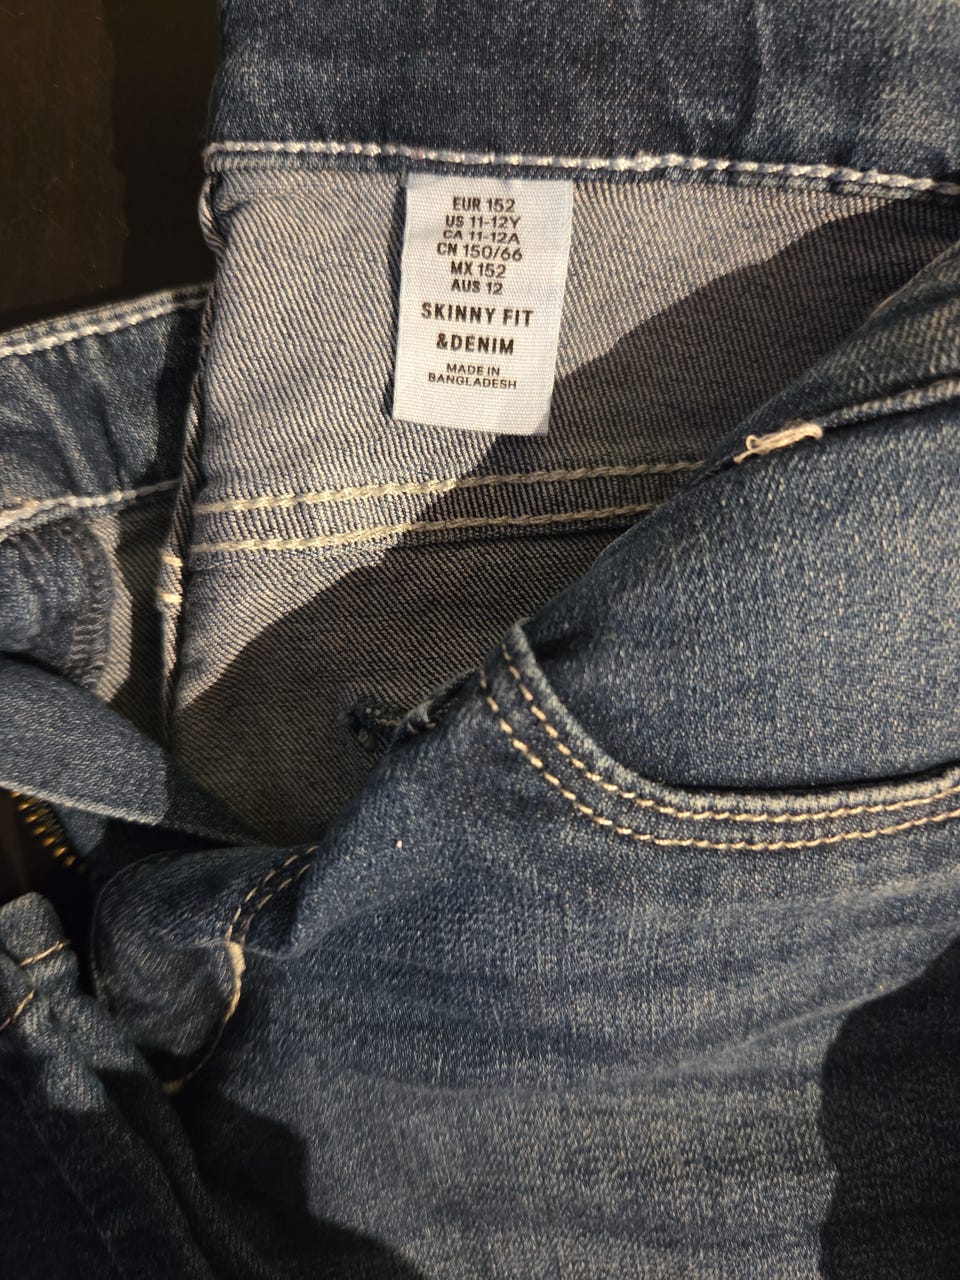 EUR 152
US 11-12Y
CA 11-12A
CN 150/66
MX 152
AUS 12
SKINNY FIT
&DENIM
MADE IN
BANGLADESH